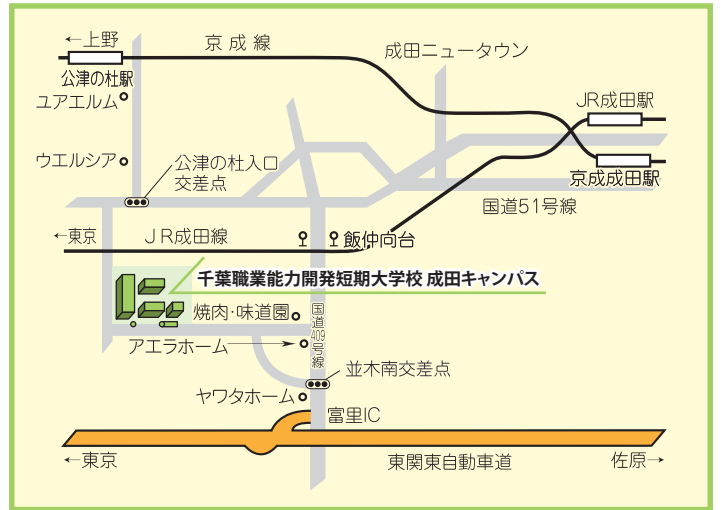 ←上野
京成線
成田ニュータウン
公津の杜駅
ユアエルム
JR成田駅
ウエルシア
公津の杜入口
交差点
京成成田駅
国道51号線
←東京
JR成田線
飯仲向台
千葉職業能力開発短期大学校 成田キャンパス
焼肉・味道園
国道409号線
アエラホーム
並木南交差点
ヤワタホーム
富里IC
←東京
東関東自動車道
佐原→